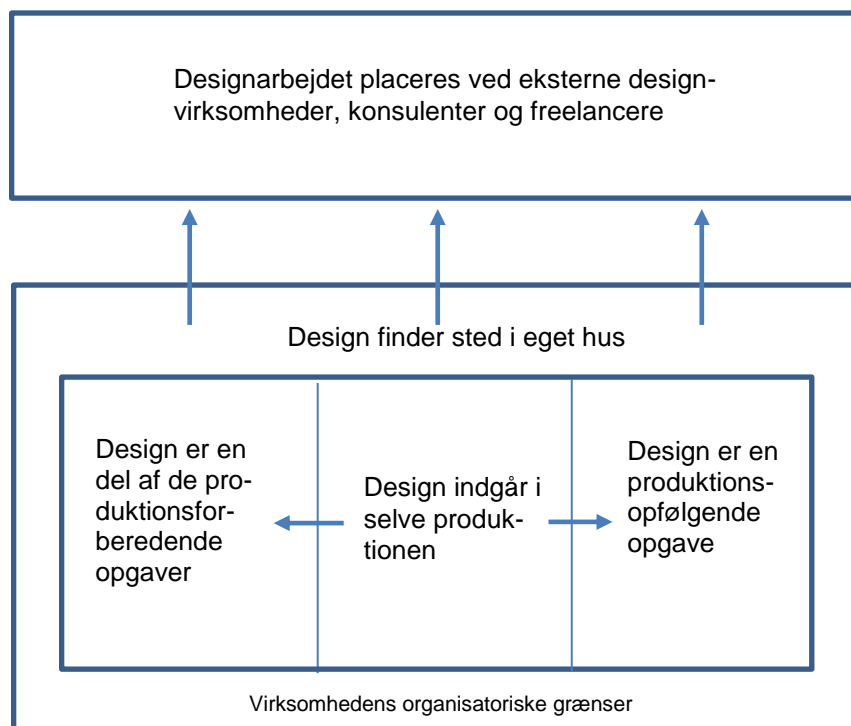 Designarbejdet placeres ved eksterne design-
virksomheder, konsulenter og freelancere
Design finder sted i eget hus
Design er en
del af de pro-
duktionsfor-
beredende
opgaver
Design indgår i
selve produk-
tionen
Design er en
produktions-
opfølgende
opgave
Virksomhedens organisatoriske grænser